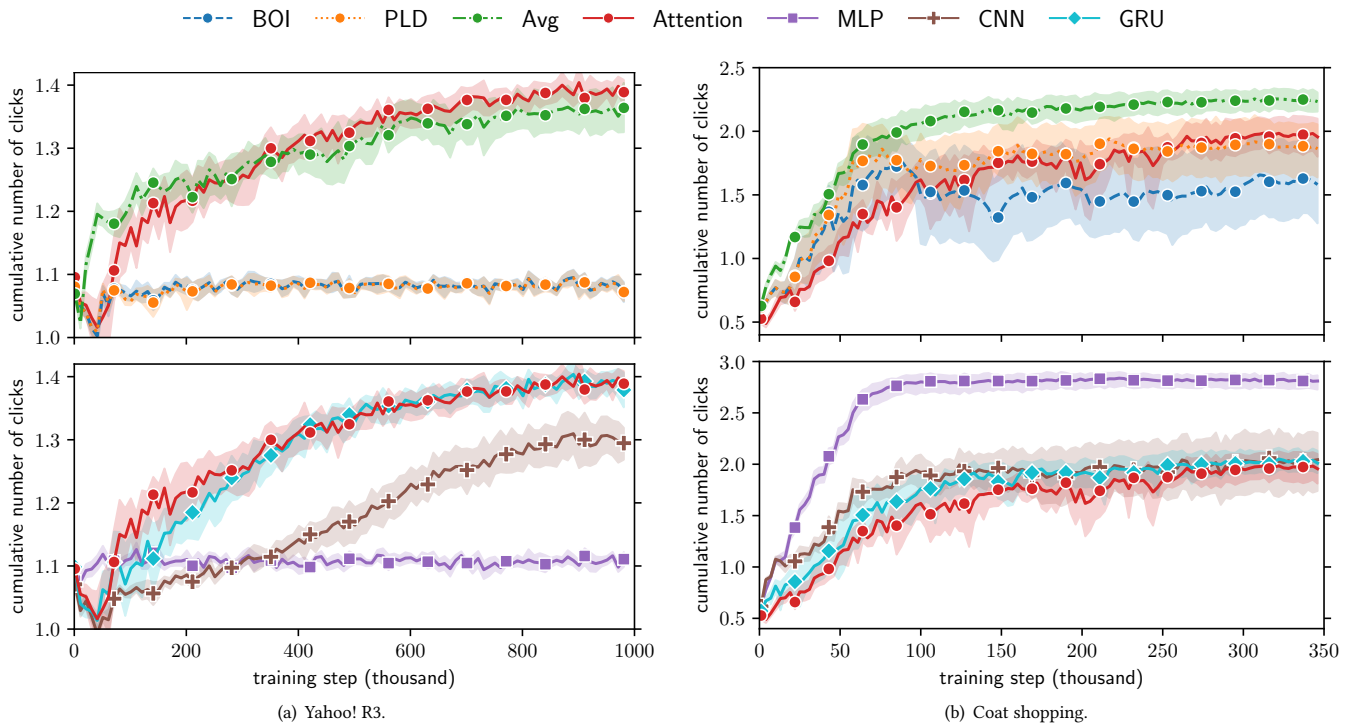 BOI PLD Avg Attention MLP CNN GRU
cumulative number of clicks
1.4
1.3
1.2
1.1
1.0
cumulative number of clicks
2.5
2.0
1.5
1.0
0.5
cumulative number of clicks
1.4
1.3
1.2
1.1
1.0
0 200 400 600 800 1000
training step (thousand)
(a) Yahoo! R3.
cumulative number of clicks
3.0
2.5
2.0
1.5
1.0
0.5
0 50 100 150 200 250 300 350
training step (thousand)
(b) Coat shopping.